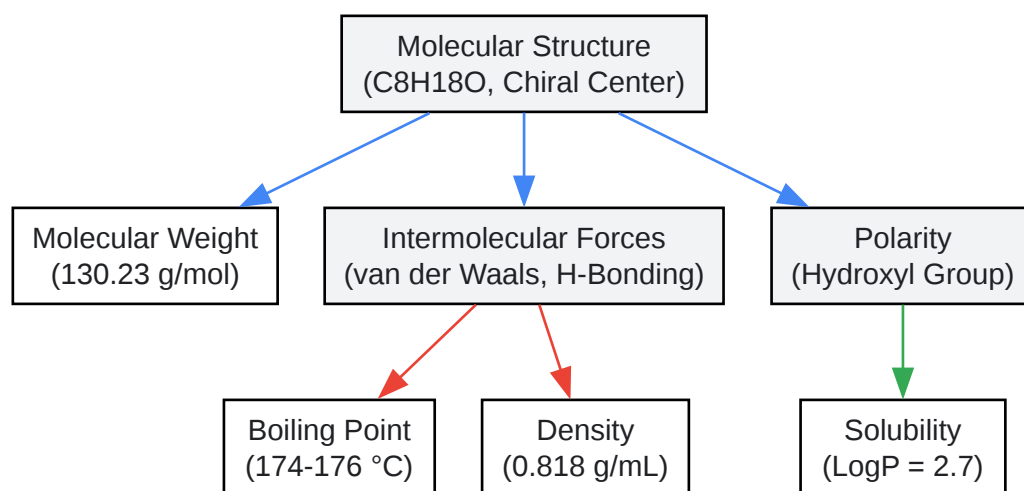 Molecular Structure
(C8H18O, Chiral Center)
Molecular Weight
(130.23 g/mol)
Intermolecular Forces
(van der Waals, H-Bonding)
Polarity
(Hydroxyl Group)
Boiling Point
(174-176 °C)
Density
(0.818 g/mL)
Solubility
(LogP = 2.7)